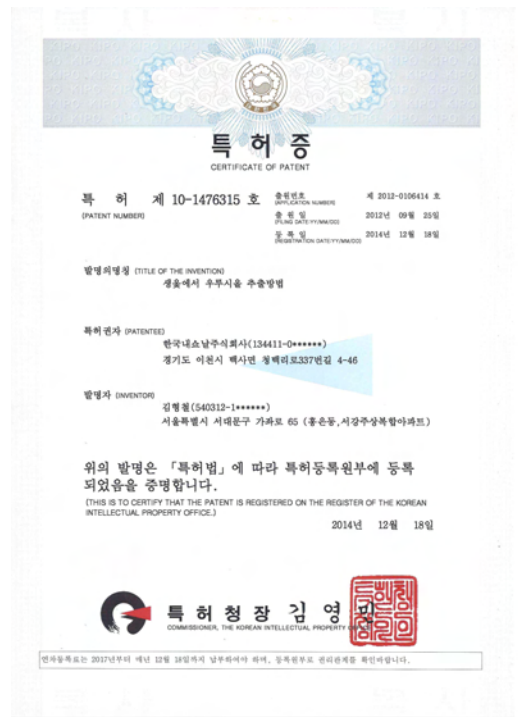 특 허 증
CERTIFICATE OF PATENT
특 허 제 10-1476315 호
(PATENT NUMBER)
출원번호 제 2012-0106414 호
(APPLICATION NUMBER)
출 원 일 2012년 09월 25일
(FILING DATE:YY/MM/DD)
등 록 일 2014년 12월 18일
(REGISTRATION DATE:YY/MM/DD)
발명의명칭 (TITLE OF THE INVENTION)
생옻에서 우루시올 추출방법
특허권자 (PATENTEE)
한국내쇼날주식회사(134411-0******)
경기도 이천시 백사면 청백리로337번길 4-46
발명자 (INVENTOR)
김형철(540312-1******)
서울특별시 서대문구 가좌로 65 (홍은동,서강주상복합아파트)
위의 발명은 「특허법」에 따라 특허등록원부에 등록
되었음을 증명합니다.
(THIS IS TO CERTIFY THAT THE PATENT IS REGISTERED ON THE REGISTER OF THE KOREAN
INTELLECTUAL PROPERTY OFFICE.)
2014년 12월 18일
특 허 청 장 김 영 민
COMMISSIONER, THE KOREAN INTELLECTUAL PROPERTY OFFICE
연차등록료는 2017년부터 매년 12월 18일까지 납부하여야 하며, 등록원부로 권리관계를 확인바랍니다.